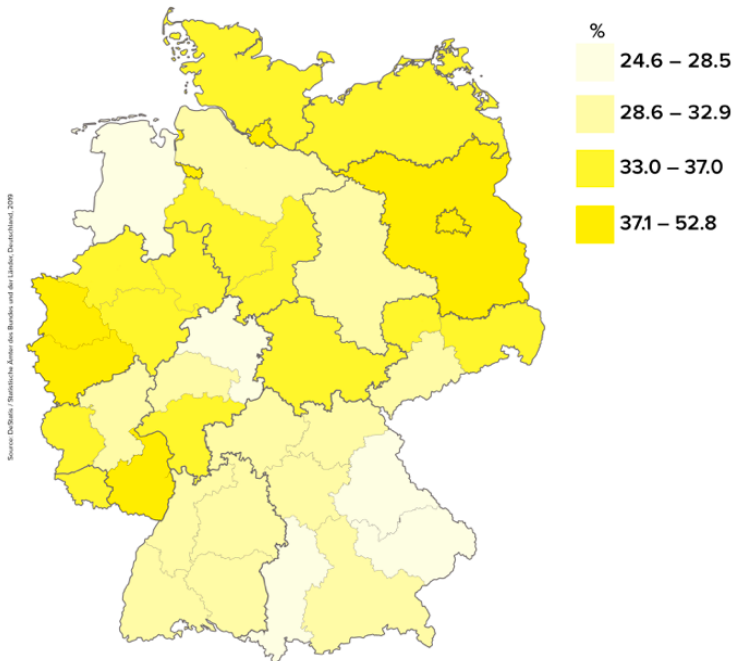 %
24.6 – 28.5
28.6 – 32.9
33.0 – 37.0
37.1 – 52.8
Source: DeStatis / Statistische Ämter des Bundes und der Länder, Deutschland, 2019